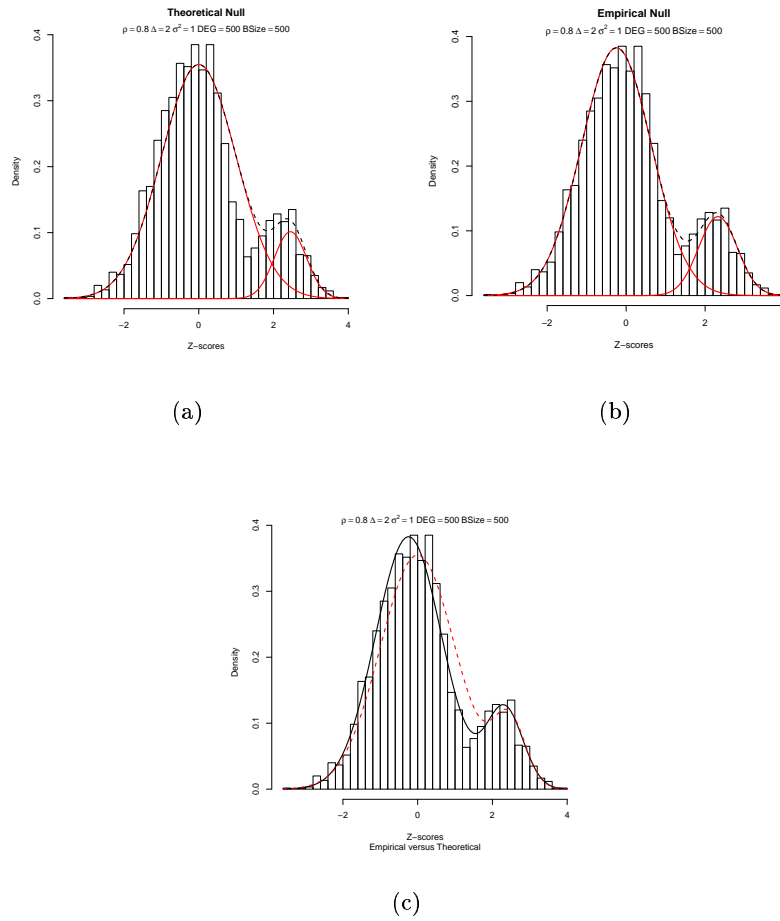 Theoretical Null
ρ = 0.8 Δ = 2 σ² = 1 DEG = 500 BSize = 500
Density
0.0
0.1
0.2
0.3
0.4
−2
0
2
4
Z−scores
(a)
Empirical Null
ρ = 0.8 Δ = 2 σ² = 1 DEG = 500 BSize = 500
Density
0.0
0.1
0.2
0.3
0.4
−2
0
2
Z−scores
(b)
ρ = 0.8 Δ = 2 σ² = 1 DEG = 500 BSize = 500
Density
0.0
0.1
0.2
0.3
0.4
−2
0
2
4
Z−scores
Empirical versus Theoretical
(c)